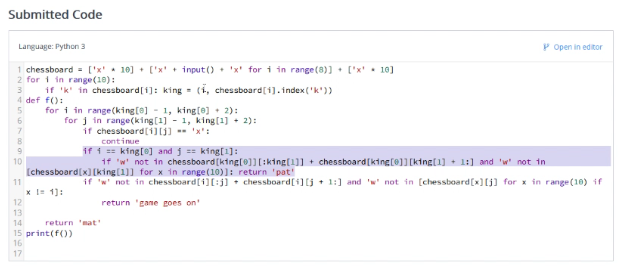 Submitted Code
Language: Python 3
Open in editor
1 chessboard = ['x' * 10] + ['x' + input() + 'x' for i in range(8)] + ['x' * 10]
2 for i in range(10):
3     if 'k' in chessboard[i]: king = (i, chessboard[i].index('k'))
4 def f():
5     for i in range(king[0] - 1, king[0] + 2):
6         for j in range(king[1] - 1, king[1] + 2):
7             if chessboard[i][j] == 'x':
8                 continue
9             if i == king[0] and j == king[1]:
10                 if 'w' not in chessboard[king[0]][:king[1]] + chessboard[king[0]][king[1] + 1:] and 'w' not in
[chessboard[x][king[1]] for x in range(10)]: return 'pat'
11             if 'w' not in chessboard[i][:j] + chessboard[i][j + 1:] and 'w' not in [chessboard[x][j] for x in range(10) if
x != i]:
12                 return 'game goes on'
13
14     return 'mat'
15 print(f())
16
17